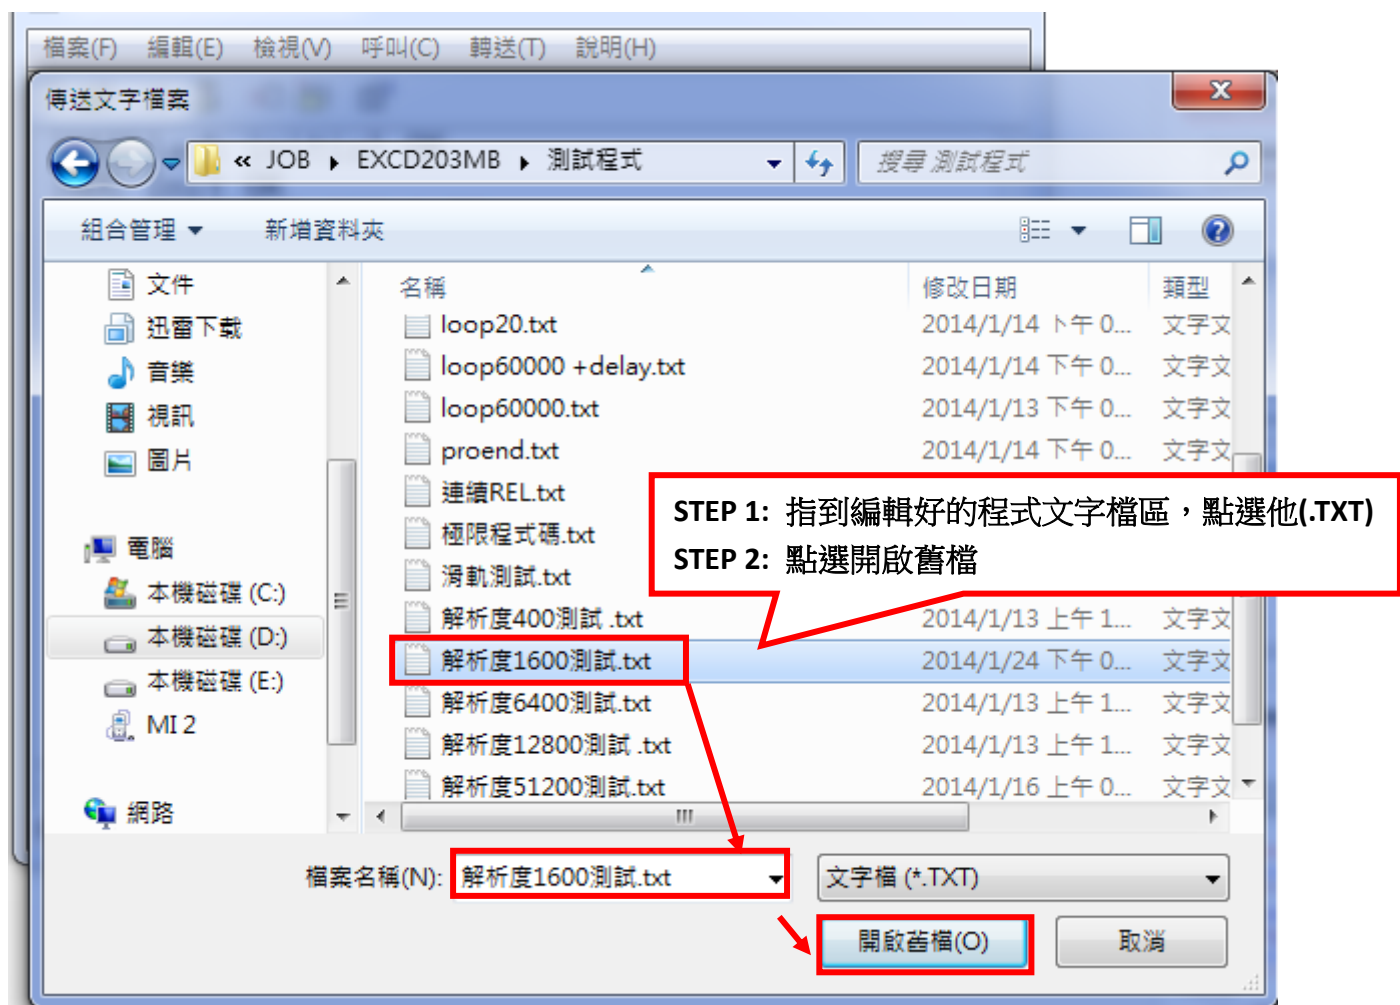 檔案(F) 編輯(E) 檢視(V) 呼叫(C) 轉送(T) 說明(H)
傳送文字檔案
« JOB ▸ EXCD203MB ▸ 測試程式
搜尋 測試程式
組合管理 新增資料夾
文件
迅雷下載
音樂
視訊
圖片
電腦
本機磁碟 (C:)
本機磁碟 (D:)
本機磁碟 (E:)
MI 2
網路
名稱 修改日期 類型
loop20.txt 2014/1/14 下午 0... 文字文
loop60000 +delay.txt 2014/1/14 下午 0... 文字文
loop60000.txt 2014/1/13 下午 0... 文字文
proend.txt 2014/1/14 下午 0... 文字文
連續REL.txt
極限程式碼.txt
滑軌測試.txt
解析度400測試 .txt 2014/1/13 上午 1... 文字文
解析度1600測試.txt 2014/1/24 下午 0... 文字文
解析度6400測試.txt 2014/1/13 上午 1... 文字文
解析度12800測試 .txt 2014/1/13 上午 1... 文字文
解析度51200測試.txt 2014/1/16 上午 0... 文字文
STEP 1: 指到編輯好的程式文字檔區，點選他(.TXT)
STEP 2: 點選開啟舊檔
檔案名稱(N): 解析度1600測試.txt 文字檔 (*.TXT)
開啟舊檔(O) 取消